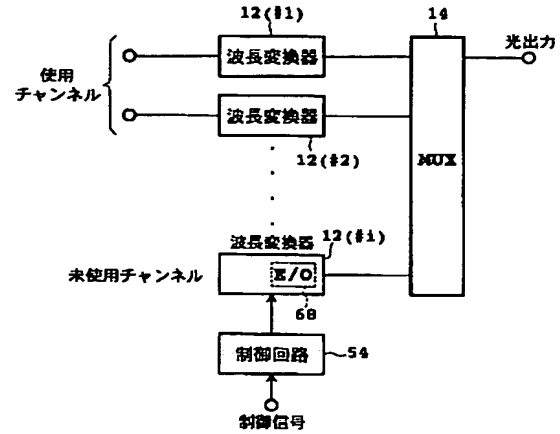 12(#1)
14
光出力
波長変換器
使用
チャンネル
波長変換器
12(#2)
MUX
波長変換器
12(#i)
未使用チャンネル
E/O
68
制御回路
54
制御信号